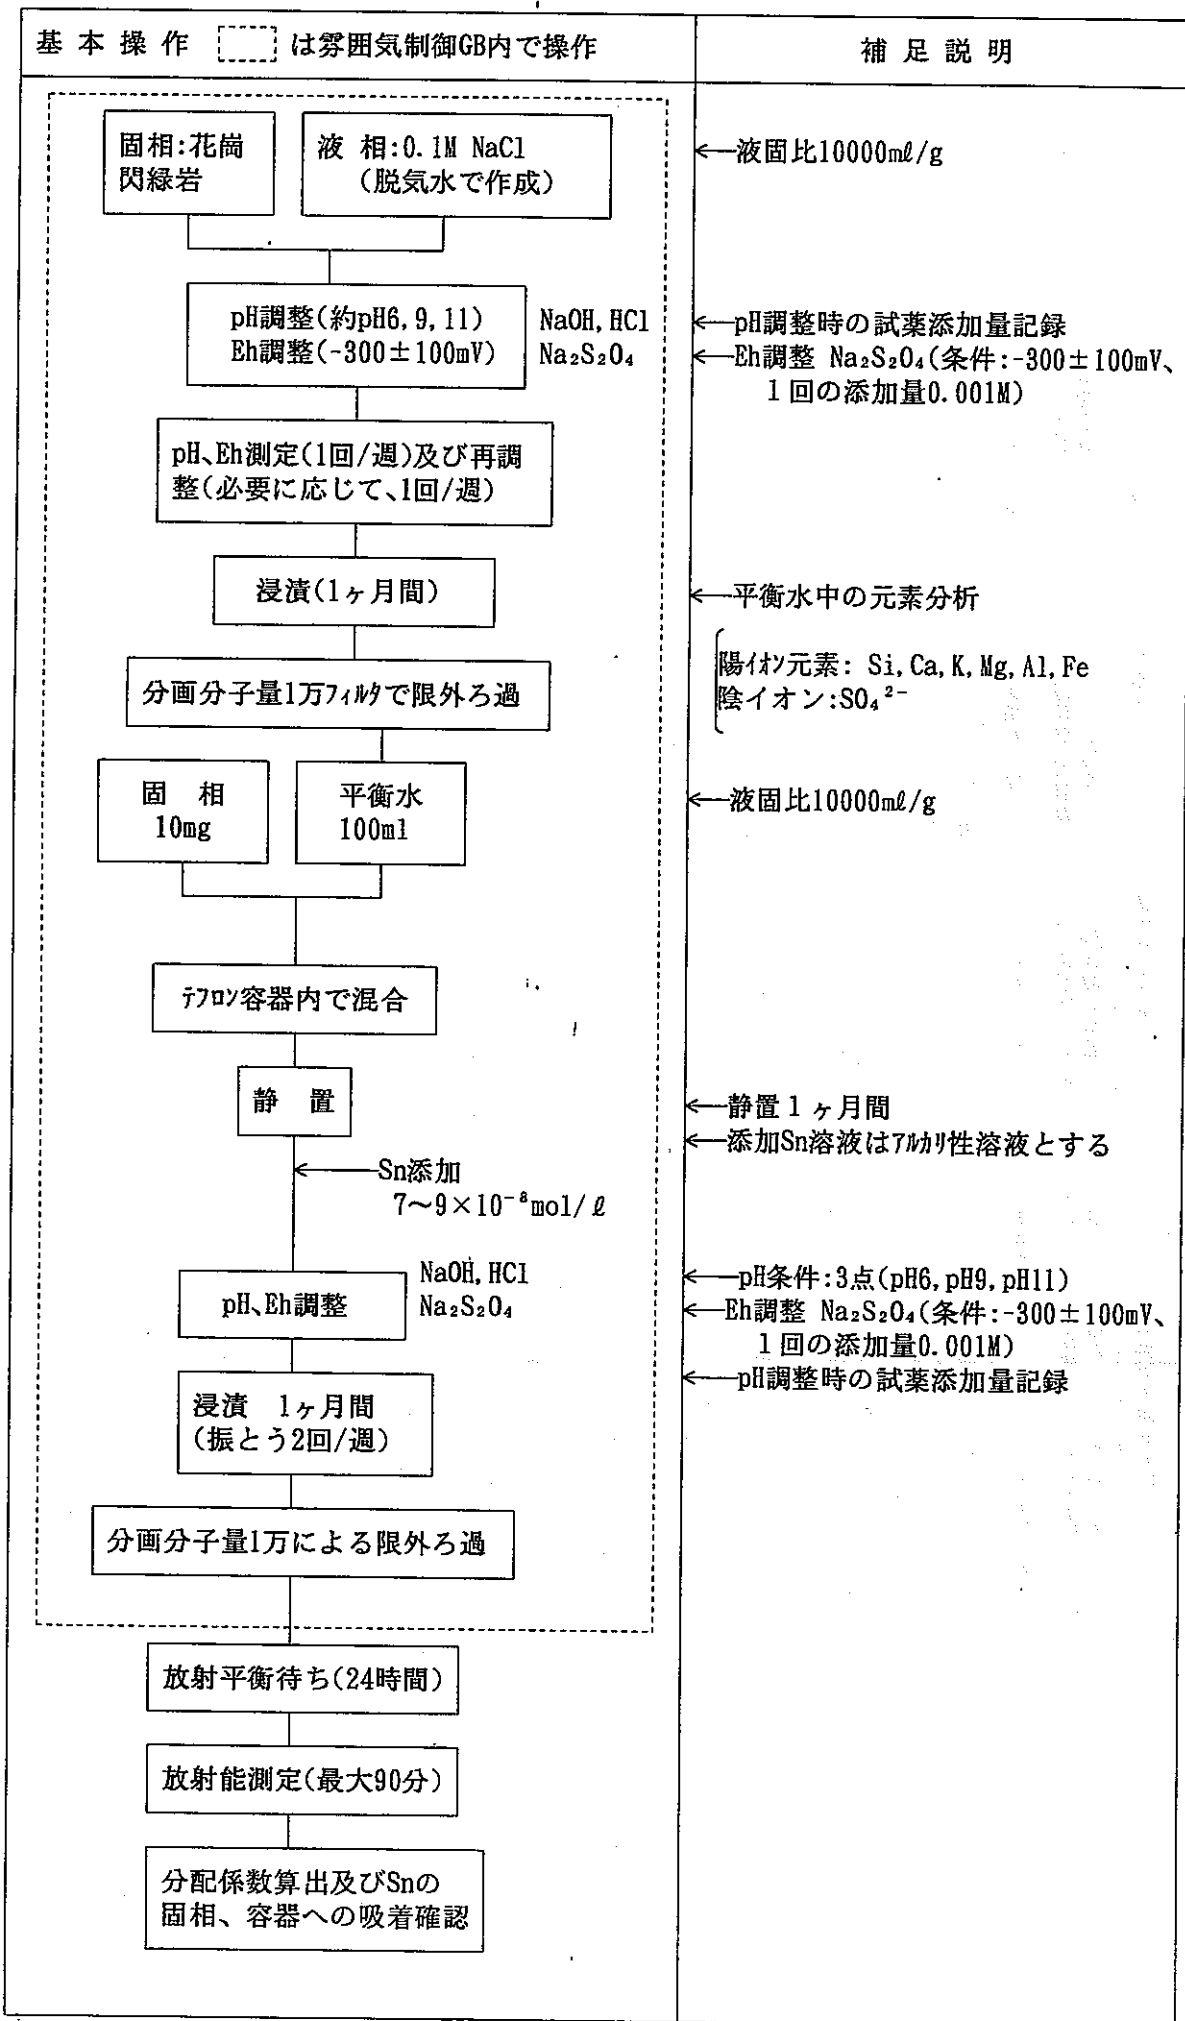 基本操作 は雰囲気制御GB内で操作
補足説明
固相:花崗
閃緑岩
液 相:0.1M NaCl
(脱気水で作成)
←液固比10000mℓ/g
pH調整(約pH6,9,11)
Eh調整(-300±100mV)
NaOH,HCl
Na₂S₂O₄
←pH調整時の試薬添加量記録
←Eh調整 Na₂S₂O₄(条件:-300±100mV、
1回の添加量0.001M)
pH、Eh測定(1回/週)及び再調
整(必要に応じて、1回/週)
浸漬(1ヶ月間)
←平衡水中の元素分析
陽イオン元素: Si,Ca,K,Mg,Al,Fe
陰イオン:SO₄²⁻
分画分子量1万フィルタで限外ろ過
固 相
10mg
平衡水
100ml
←液固比10000mℓ/g
テフロン容器内で混合
静 置
←静置1ヶ月間
←添加Sn溶液はアルカリ性溶液とする
←Sn添加
7～9×10⁻⁸mol/ℓ
pH、Eh調整
NaOH,HCl
Na₂S₂O₄
←pH条件:3点(pH6,pH9,pH11)
←Eh調整 Na₂S₂O₄(条件:-300±100mV、
1回の添加量0.001M)
←pH調整時の試薬添加量記録
浸漬 1ヶ月間
(振とう2回/週)
分画分子量1万による限外ろ過
放射平衡待ち(24時間)
放射能測定(最大90分)
分配係数算出及びSnの
固相、容器への吸着確認